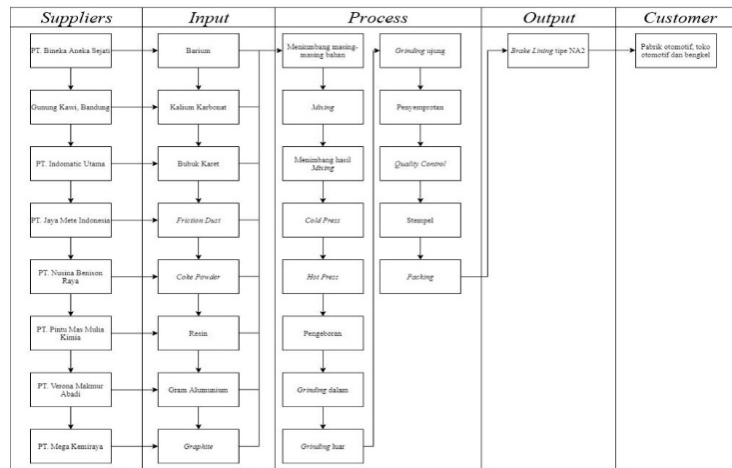 Suppliers
Input
Process
Output
Customer
PT. Bineka Aneka Sejati
Gunung Kawi, Bandung
PT. Indomatic Utama
PT. Jaya Mete Indonesia
PT. Nusina Benison
Raya
PT. Pintu Mas Mulia
Kimia
PT. Verona Makmur
Abadi
PT. Mega Kemiraya
Barium
Kalium Karbonat
Bubuk Karet
Friction Dust
Coke Powder
Resin
Gram Alumunium
Graphite
Menimbang masing-
masing bahan
Mixing
Menimbang hasil
Mixing
Cold Press
Hot Press
Pengeboran
Grinding dalam
Grinding luar
Grinding ujung
Penyemprotan
Quality Control
Stempel
Packing
Brake Lining tipe NA2
Pabrik otomotif, toko
otomotif dan bengkel